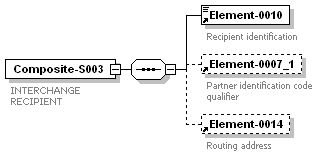 Element-0010
Recipient identification
Composite-S003
INTERCHANGE
RECIPIENT
Element-0007_1
Partner identification code
qualifier
Element-0014
Routing address